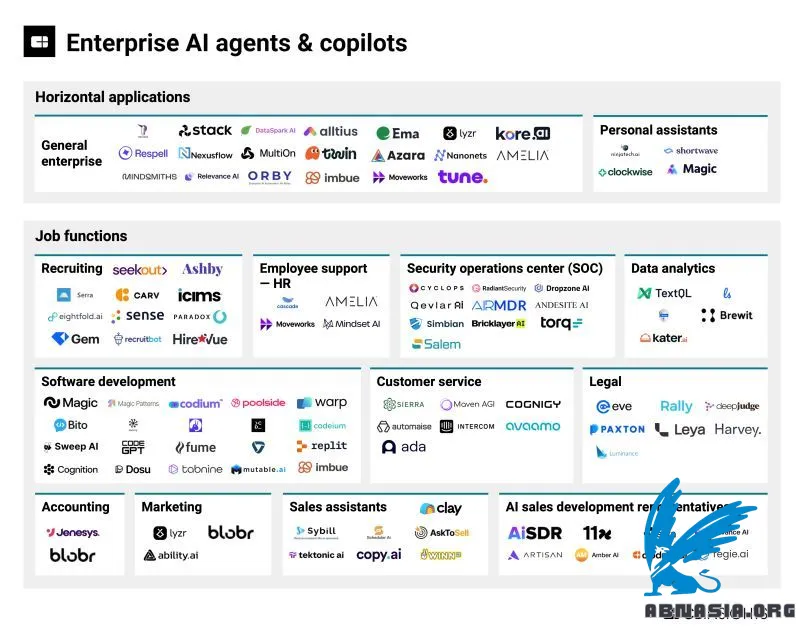 Enterprise AI agents & copilots
Horizontal applications
General enterprise
stack DataSpark AI alltius Ema lyzr kore.ai
Respell Nexusflow MultiOn twin Azara Nanonets AMELIA
MINDSMITHS Relevance AI ORBY imbue Moveworks tune.
Personal assistants
ninjatech.ai shortwave
clockwise Magic
Job functions
Recruiting seekout Ashby
Serra CARV icims
eightfold.ai sense PARADOX
Gem recruitbot HireVue
Employee support — HR
cascade AMELIA
Moveworks Mindset AI
Security operations center (SOC)
CYCLOPS RadiantSecurity Dropzone AI
Qevlar AI AIRMDR ANDESITE AI
Simbian Bricklayer AI torq
Salem
Data analytics
TextQL
Brewit
kater.ai
Software development
Magic Magic Patterns codium poolside warp
Bito codeium
Sweep AI CODE GPT fume replit
Cognition Dosu tabnine mutable.ai imbue
Customer service
SIERRA Maven AGI COGNIGY
automaise INTERCOM avaamo
ada
Legal
eve Rally deepjudge
PAXTON Leya Harvey.
Luminance
Accounting
Jenesys.
blobr
Marketing
lyzr blobr
ability.ai
Sales assistants clay
Sybill AskToSell
tektonic ai copy.ai WINN
AI sales development representatives
AiSDR 11x
ARTISAN Amber AI regie.ai
ABNASIA.ORG